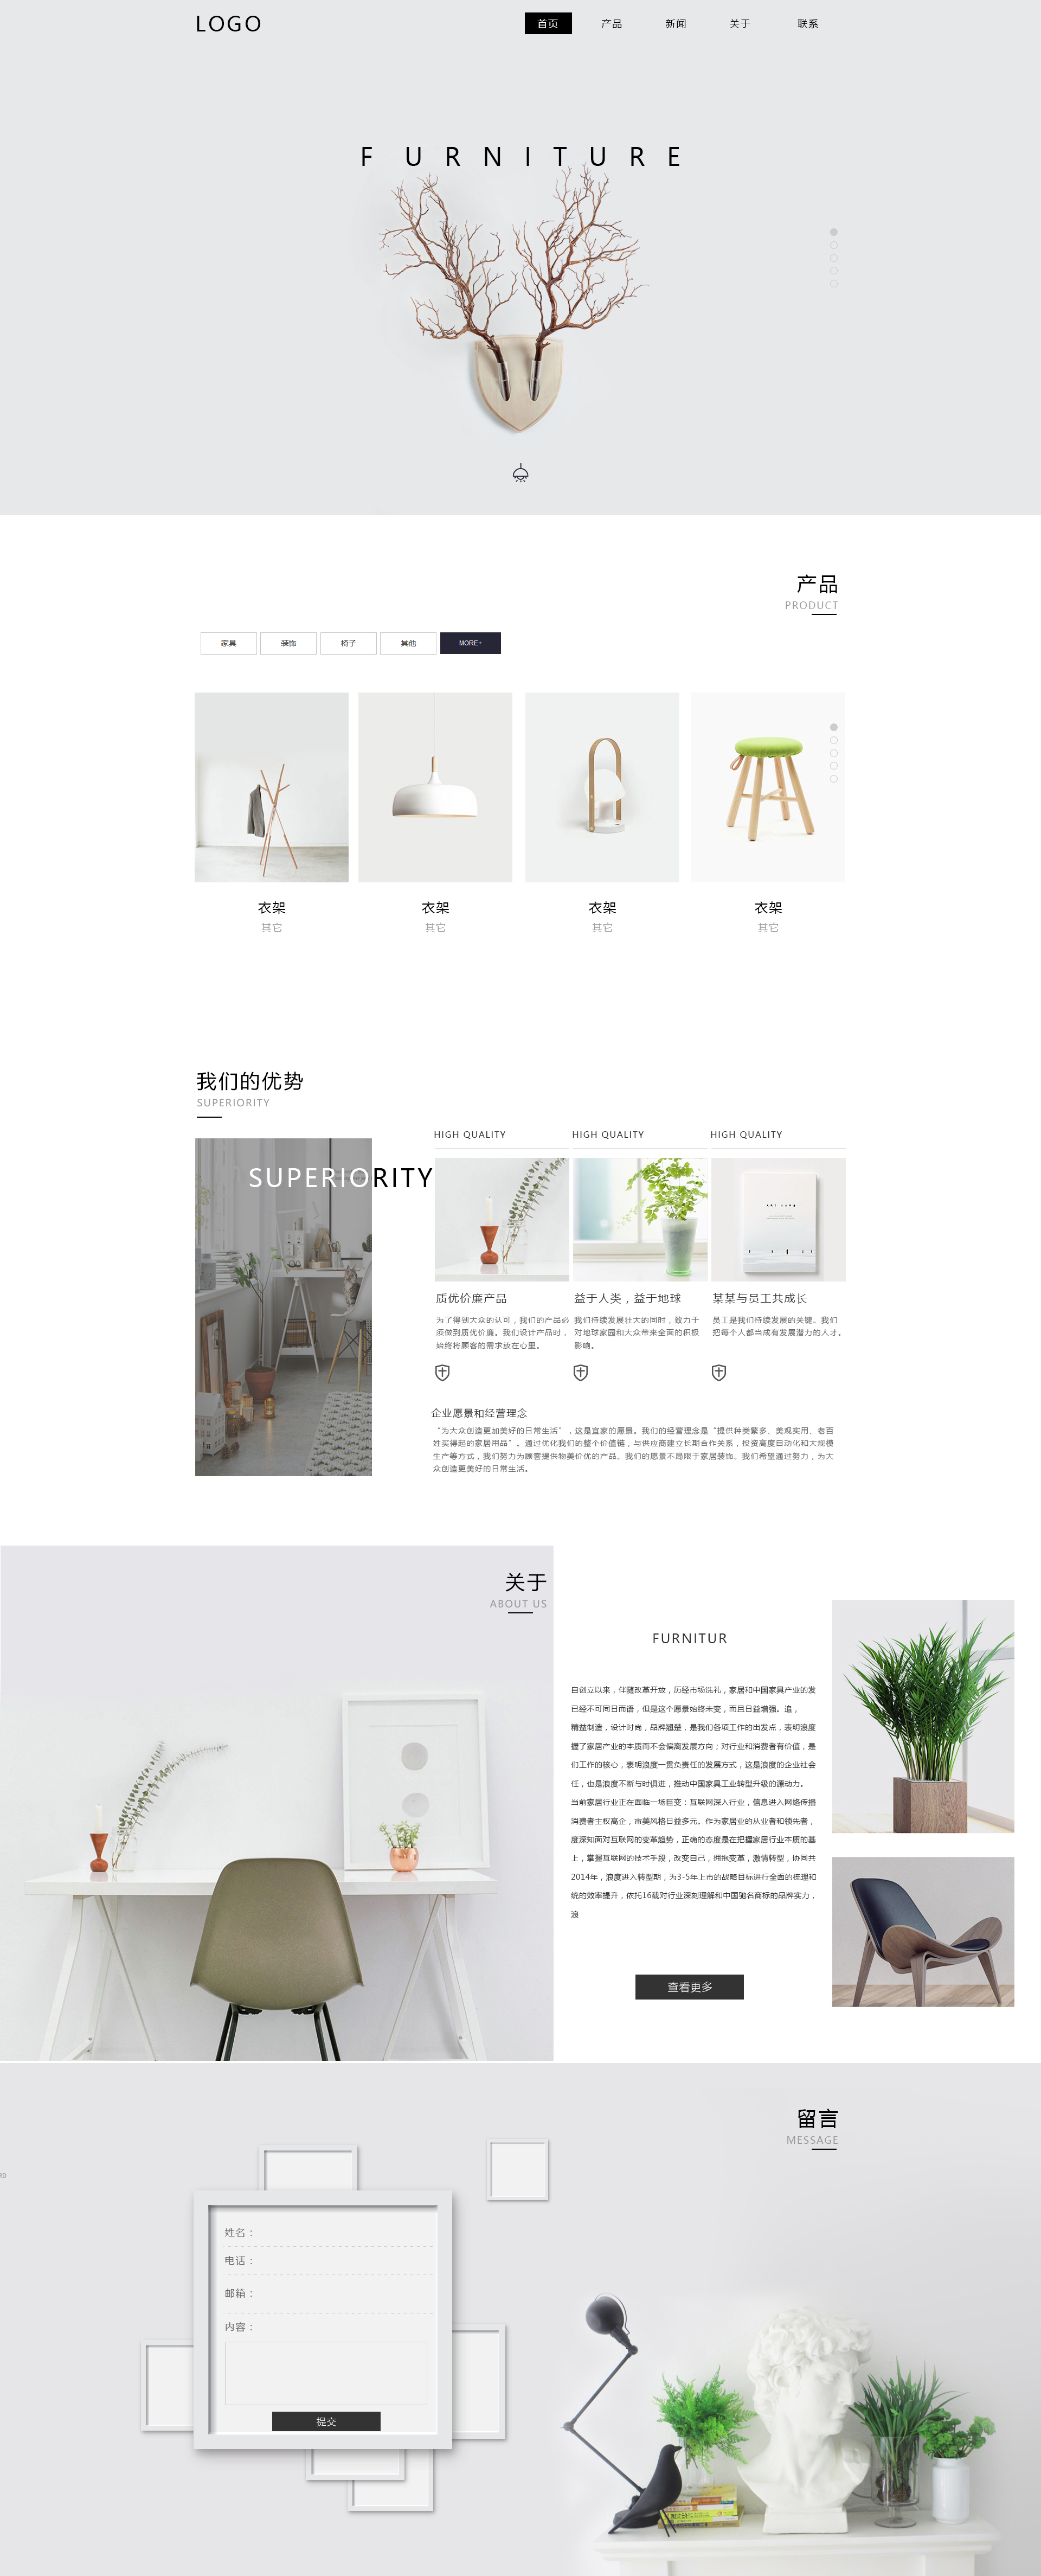 LOGO
首页 产品 新闻 关于 联系
FURNITURE
产品
PRODUCT
家具 装饰 椅子 其他 MORE+
衣架 衣架 衣架 衣架
其它 其它 其它 其它
我们的优势
SUPERIORITY
SUPERIORITY
HIGH QUALITY HIGH QUALITY HIGH QUALITY
质优价廉产品
为了得到大众的认可，我们的产品必
须做到质优价廉。我们设计产品时，
始终将顾客的需求放在心里。
益于人类，益于地球
我们持续发展壮大的同时，致力于
对地球家园和大众带来全面的积极
影响。
某某与员工共成长
员工是我们持续发展的关键。我们
把每个人都当成有发展潜力的人才。
企业愿景和经营理念
“为大众创造更加美好的日常生活”，这是宜家的愿景。我们的经营理念是“提供种类繁多、美观实用、老百
姓买得起的家居用品”。通过优化我们的整个价值链，与供应商建立长期合作关系，投资高度自动化和大规模
生产等方式，我们努力为顾客提供物美价优的产品。我们的愿景不局限于家居装饰。我们希望通过努力，为大
众创造更美好的日常生活。
关于
ABOUT US
FURNITUR
自创立以来，伴随改革开放，历经市场洗礼，家居和中国家具产业的发
已经不可同日而语，但是这个愿景始终未变，而且日益增强。追，
精益制造，设计时尚，品牌翘楚，是我们各项工作的出发点，表明浪度
握了家居产业的本质而不会偏离发展方向；对行业和消费者有价值，是
们工作的核心，表明浪度一贯负责任的发展方式，这是浪度的企业社会
任，也是浪度不断与时俱进，推动中国家具工业转型升级的源动力。
当前家居行业正在面临一场巨变：互联网深入行业，信息进入网络传播
消费者主权高企，审美风格日益多元。作为家居业的从业者和领先者，
度深知面对互联网的变革趋势，正确的态度是在把握家居行业本质的基
上，掌握互联网的技术手段，改变自己，拥抱变革，激情转型，协同共
2014年，浪度进入转型期，为3-5年上市的战略目标进行全面的梳理和
统的效率提升，依托16载对行业深刻理解和中国驰名商标的品牌实力，
浪
查看更多
留言
MESSAGE
RD
姓名：
电话：
邮箱：
内容：
提交